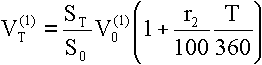 V_T^{(1)} = \frac{S_T}{S_0} V_0^{(1)} \left( 1 + \frac{r_2}{100} \frac{T}{360} \right)